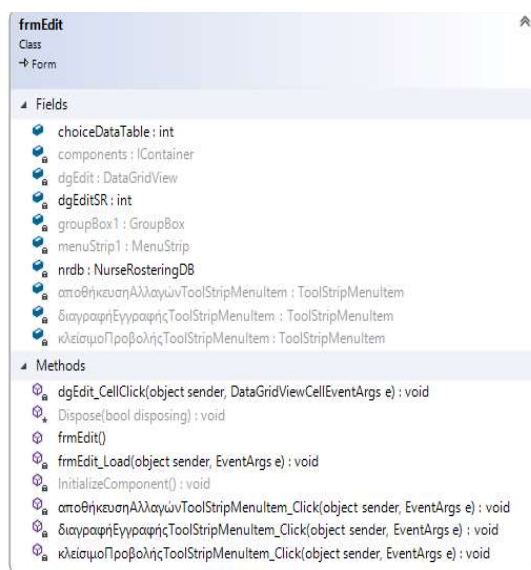 frmEdit
Class
Form
Fields
choiceDataTable : int
components : IContainer
dgEdit : DataGridView
dgEditSR : int
groupBox1 : GroupBox
menuStrip1 : MenuStrip
nrdb : NurseRosteringDB
αποθήκευσηΑλλαγώνToolStripMenuItem : ToolStripMenuItem
διαγραφήΕγγραφήςToolStripMenuItem : ToolStripMenuItem
κλείσιμοΠροβολήςToolStripMenuItem : ToolStripMenuItem
Methods
dgEdit_CellClick(object sender, DataGridViewCellEventArgs e) : void
Dispose(bool disposing) : void
frmEdit()
frmEdit_Load(object sender, EventArgs e) : void
InitializeComponent() : void
αποθήκευσηΑλλαγώνToolStripMenuItem_Click(object sender, EventArgs e) : void
διαγραφήΕγγραφήςToolStripMenuItem_Click(object sender, EventArgs e) : void
κλείσιμοΠροβολήςToolStripMenuItem_Click(object sender, EventArgs e) : void